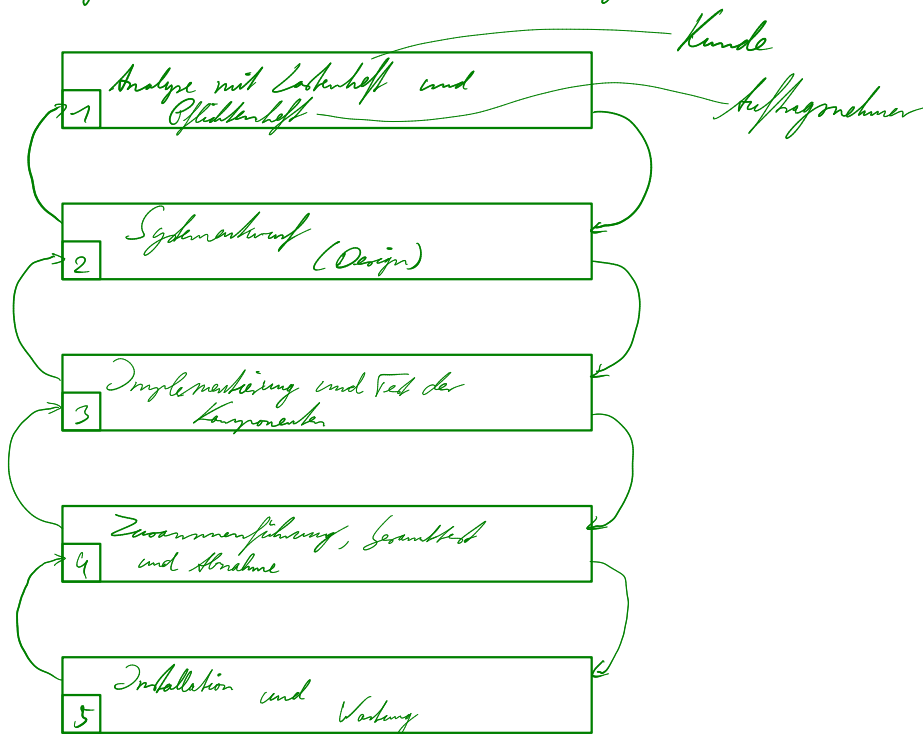 Kunde
Analyse mit Lastenheft und
Pflichtenheft
Auftragsnehmer
1
Systementwurf
(Design)
2
Implementierung und Test der
Komponenten
3
Zusammenführung, Gesamttest
und Abnahme
4
Installation und
Wartung
5